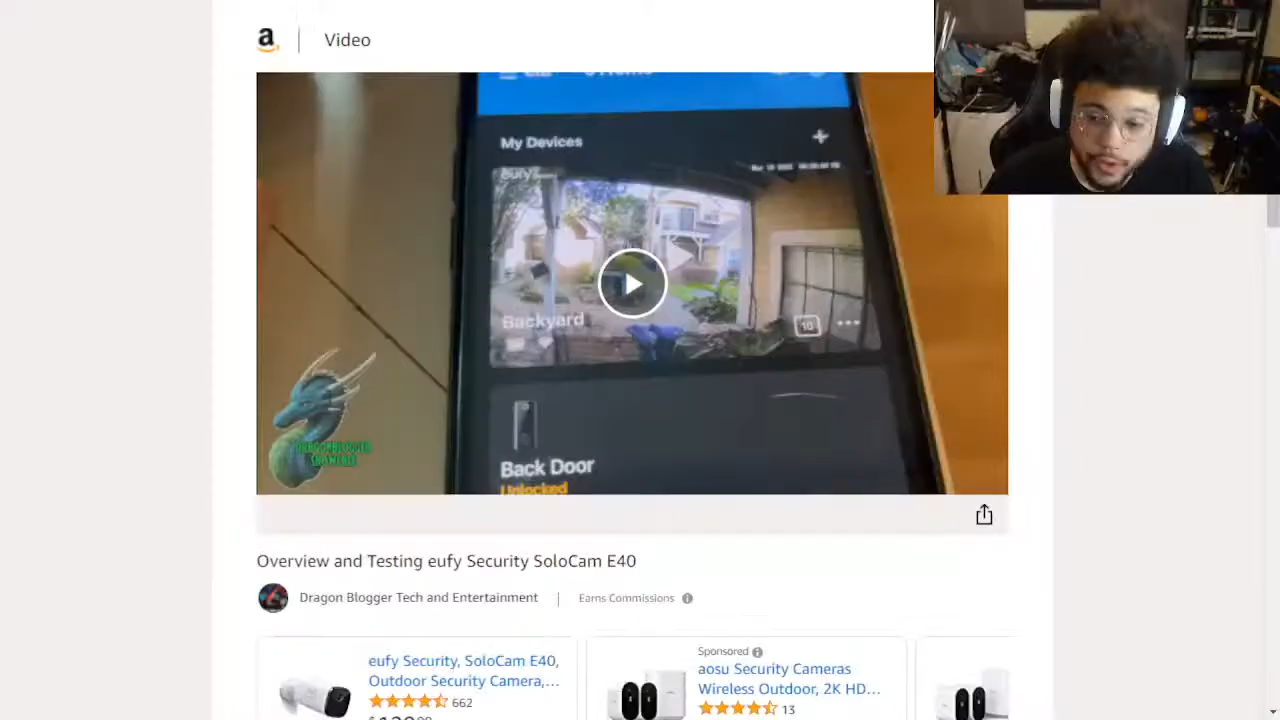 a
Video
My Devices
eufy
Backyard
10
Back Door
Unlocked
Overview and Testing eufy Security SoloCam E40
Dragon Blogger Tech and Entertainment
Earns Commissions
eufy Security, SoloCam E40,
Outdoor Security Camera,...
662
Sponsored
aosu Security Cameras
Wireless Outdoor, 2K HD...
13